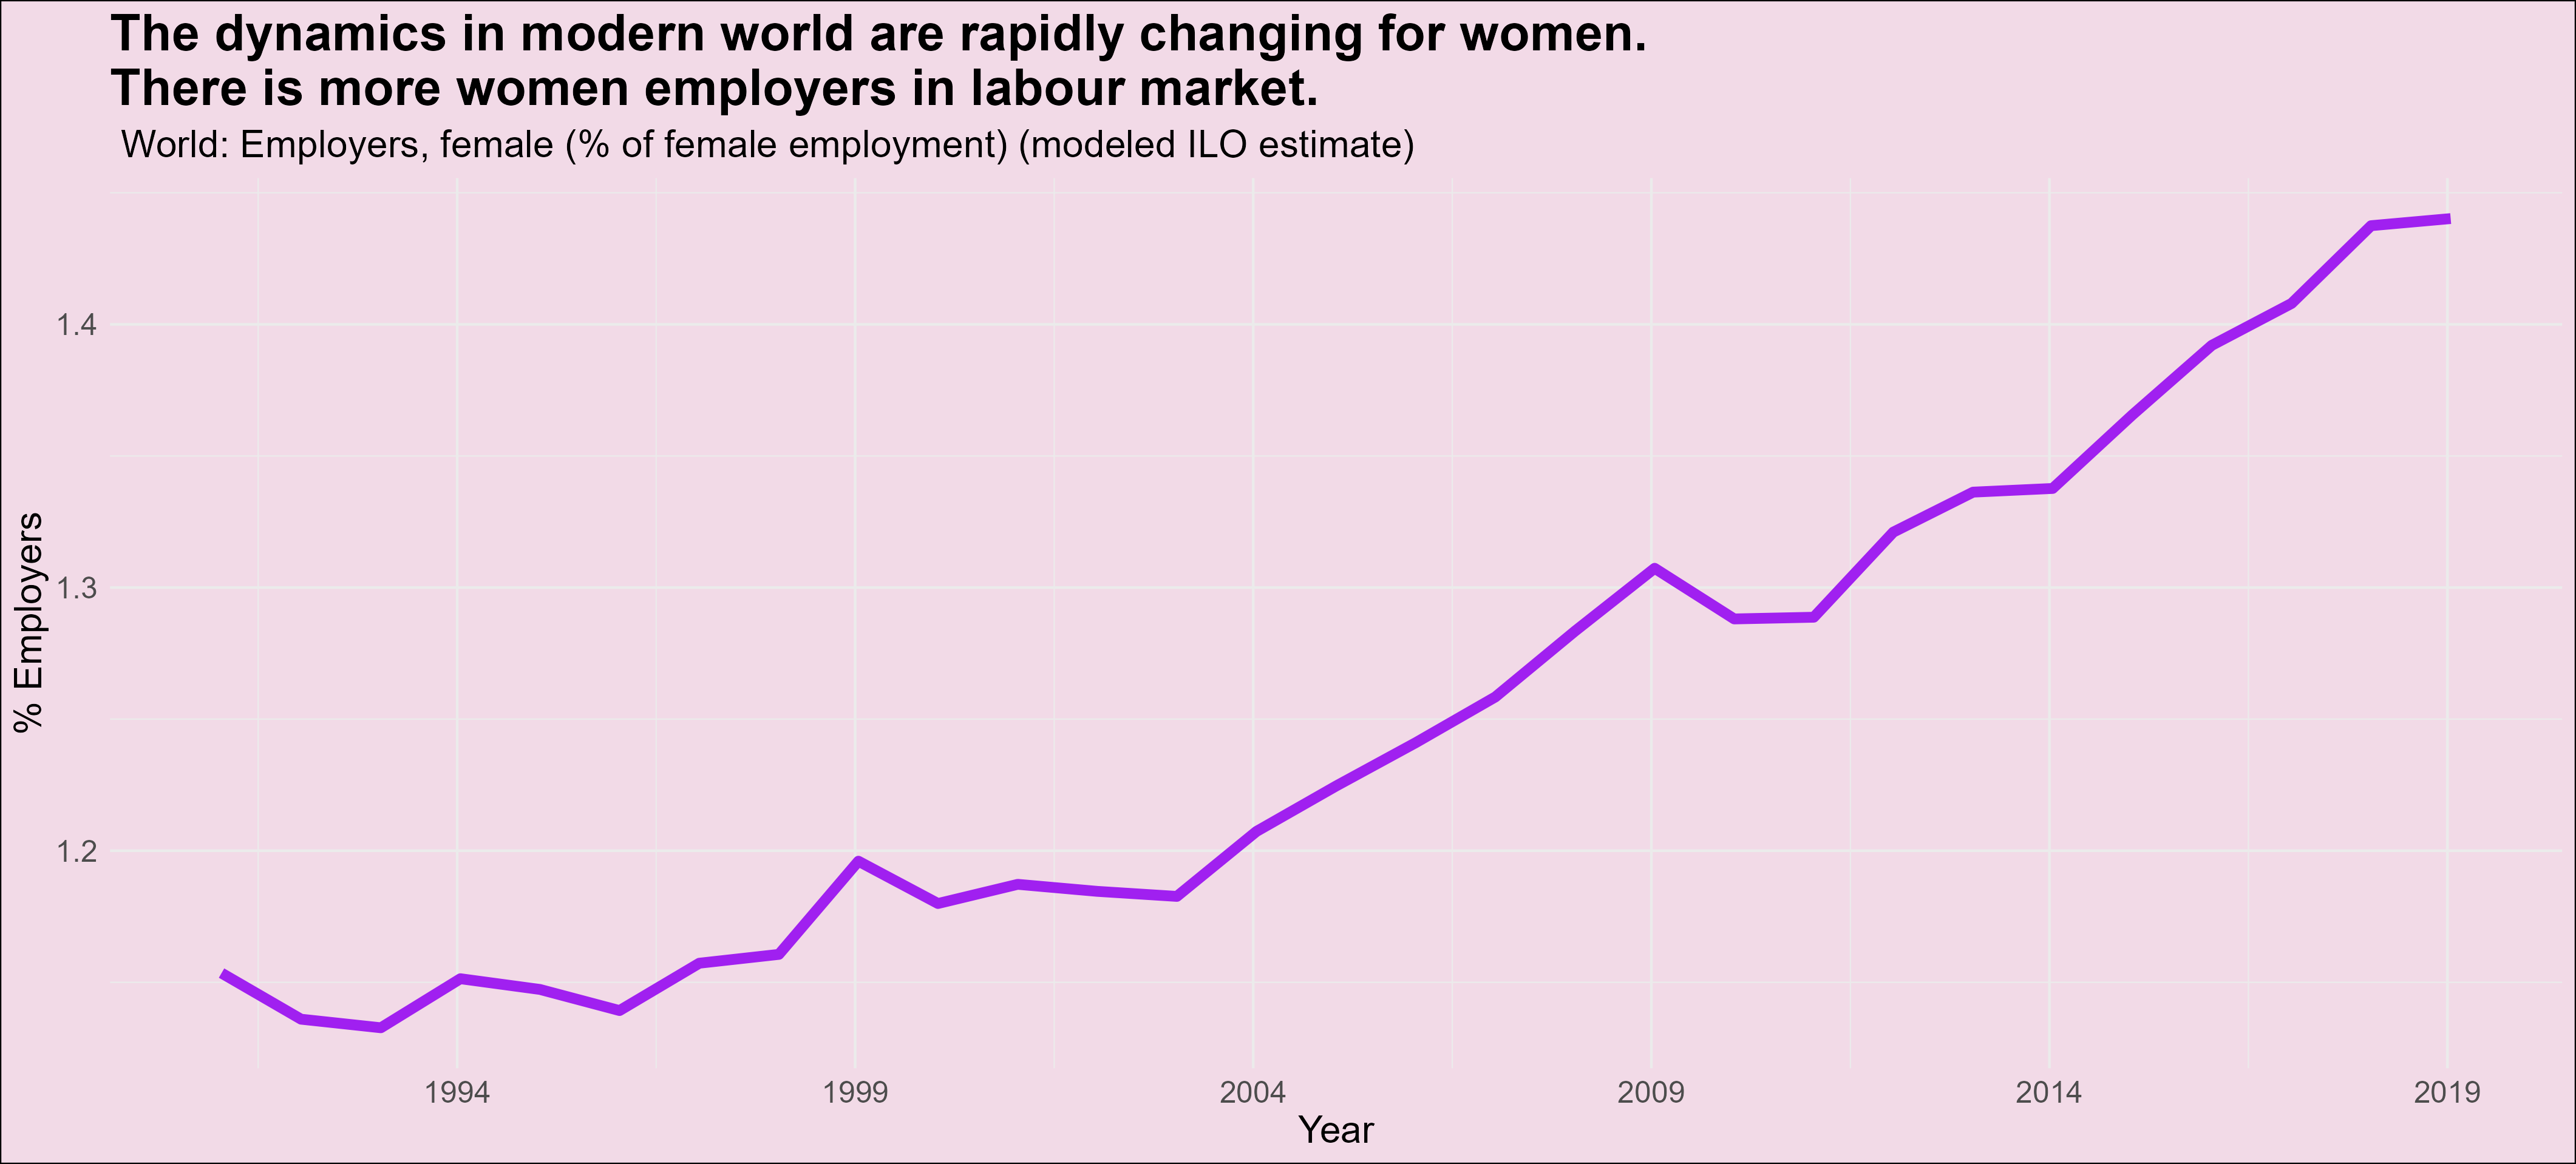 The dynamics in modern world are rapidly changing for women.
There is more women employers in labour market.
World: Employers, female (% of female employment) (modeled ILO estimate)
% Employers
1.4
1.3
1.2
1994
1999
2004
2009
2014
2019
Year